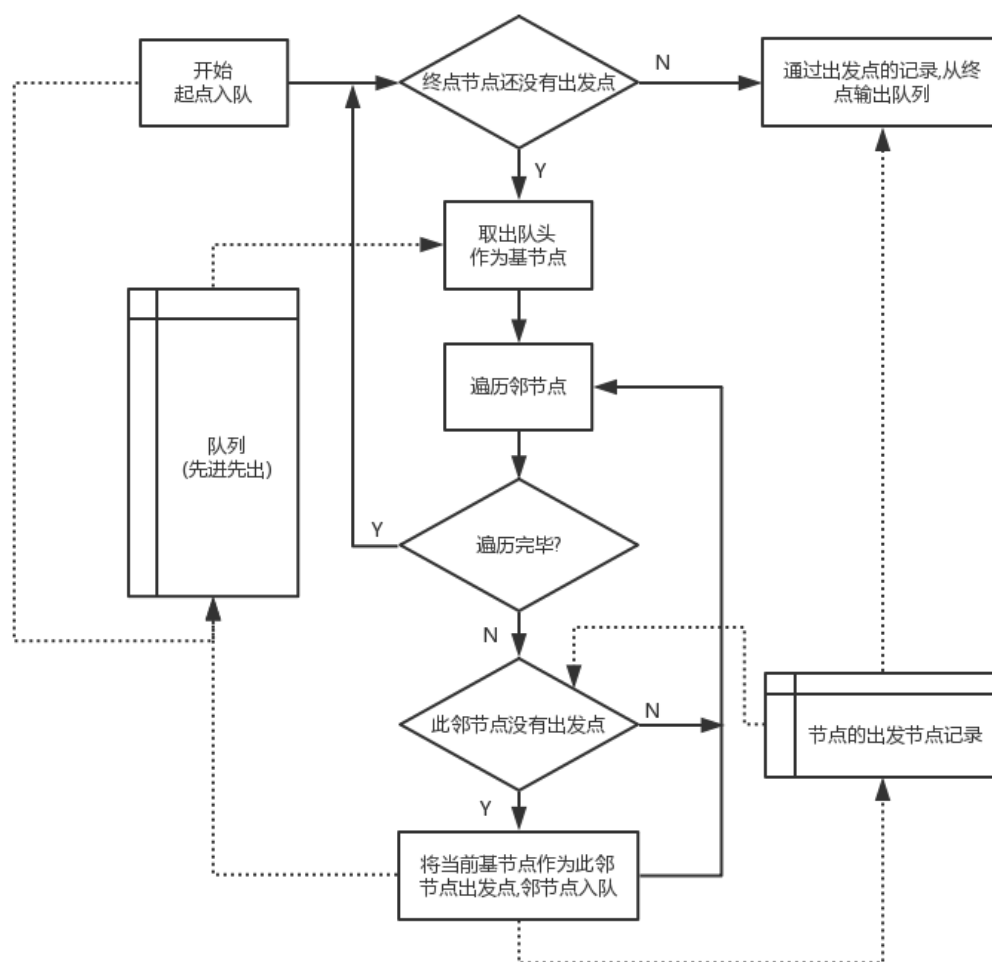 开始
起点入队
终点节点还没有出发点
N
通过出发点的记录,从终
点输出队列
Y
取出队头
作为基节点
遍历邻节点
队列
(先进先出)
Y
遍历完毕?
N
此邻节点没有出发点
N
节点的出发节点记录
Y
将当前基节点作为此邻
节点出发点,邻节点入队